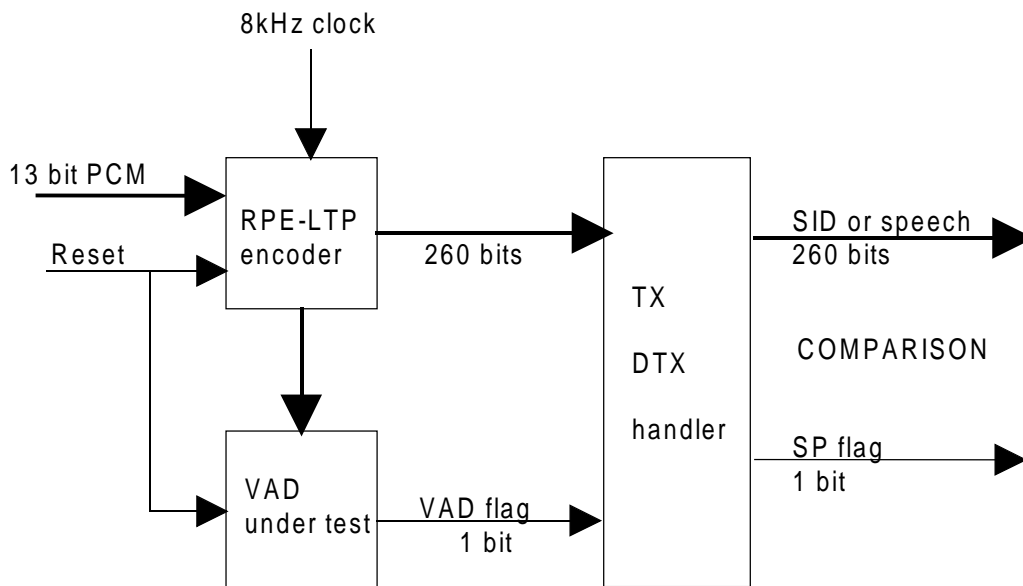 8kHz clock
13 bit PCM
RPE-LTP
encoder
Reset
260 bits
SID or speech
260 bits
TX
DTX
handler
COMPARISON
VAD
under test
VAD flag
1 bit
SP flag
1 bit